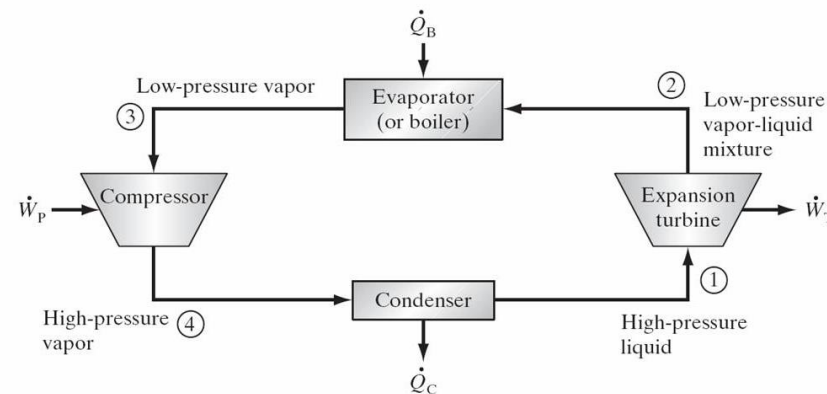 Q̇B
Low-pressure vapor
Evaporator
(or boiler)
2
Low-pressure
vapor-liquid
mixture
3
Compressor
ẆP
Expansion
turbine
Ẇ
High-pressure
vapor
4
Condenser
1
High-pressure
liquid
Q̇C